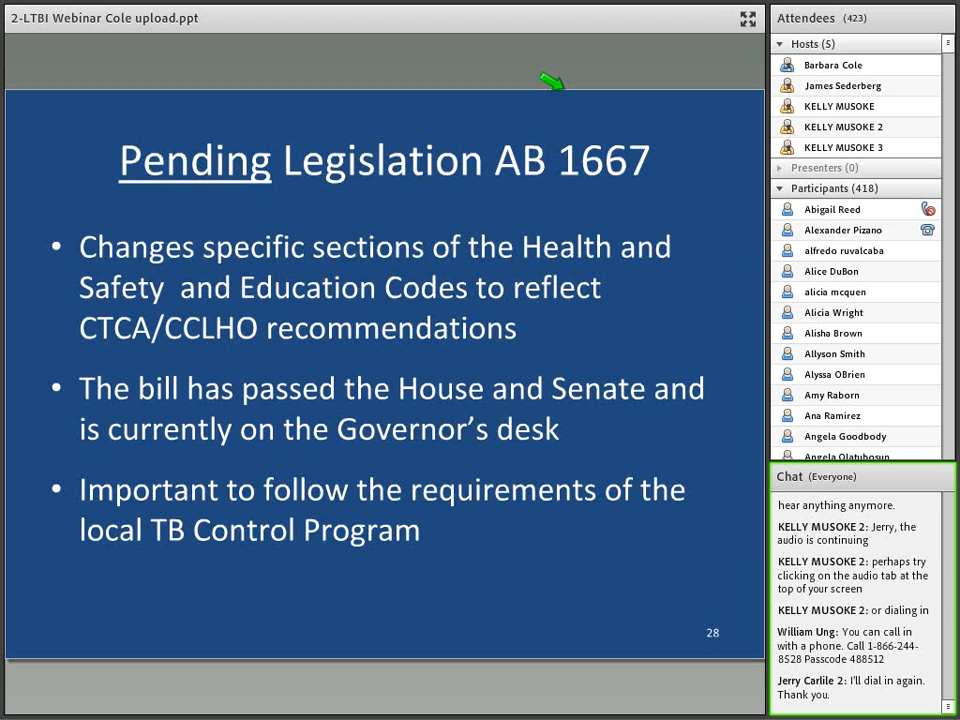 2-LTBI Webinar Cole upload.ppt
Pending Legislation AB 1667
• Changes specific sections of the Health and
Safety and Education Codes to reflect
CTCA/CCLHO recommendations
• The bill has passed the House and Senate and
is currently on the Governor's desk
• Important to follow the requirements of the
local TB Control Program
28
Attendees (423)
Hosts (5)
Barbara Cole
James Sederberg
KELLY MUSOKE
KELLY MUSOKE 2
KELLY MUSOKE 3
Presenters (0)
Participants (418)
Abigail Reed
Alexander Pizano
alfredo ruvalcaba
Alice DuBon
alicia mcquen
Alicia Wright
Alisha Brown
Allyson Smith
Alyssa OBrien
Amy Raborn
Ana Ramirez
Angela Goodby
Angela Olatubosun
Chat (Everyone)
hear anything anymore.
KELLY MUSOKE 2: Jerry, the
audio is continuing
KELLY MUSOKE 2: perhaps try
clicking on the audio tab at the
top of your screen
KELLY MUSOKE 2: or dialing in
William Ung: You can call in
with a phone. Call 1-866-244-
8528 Passcode 488512
Jerry Carlile 2: I'll dial in again.
Thank you.